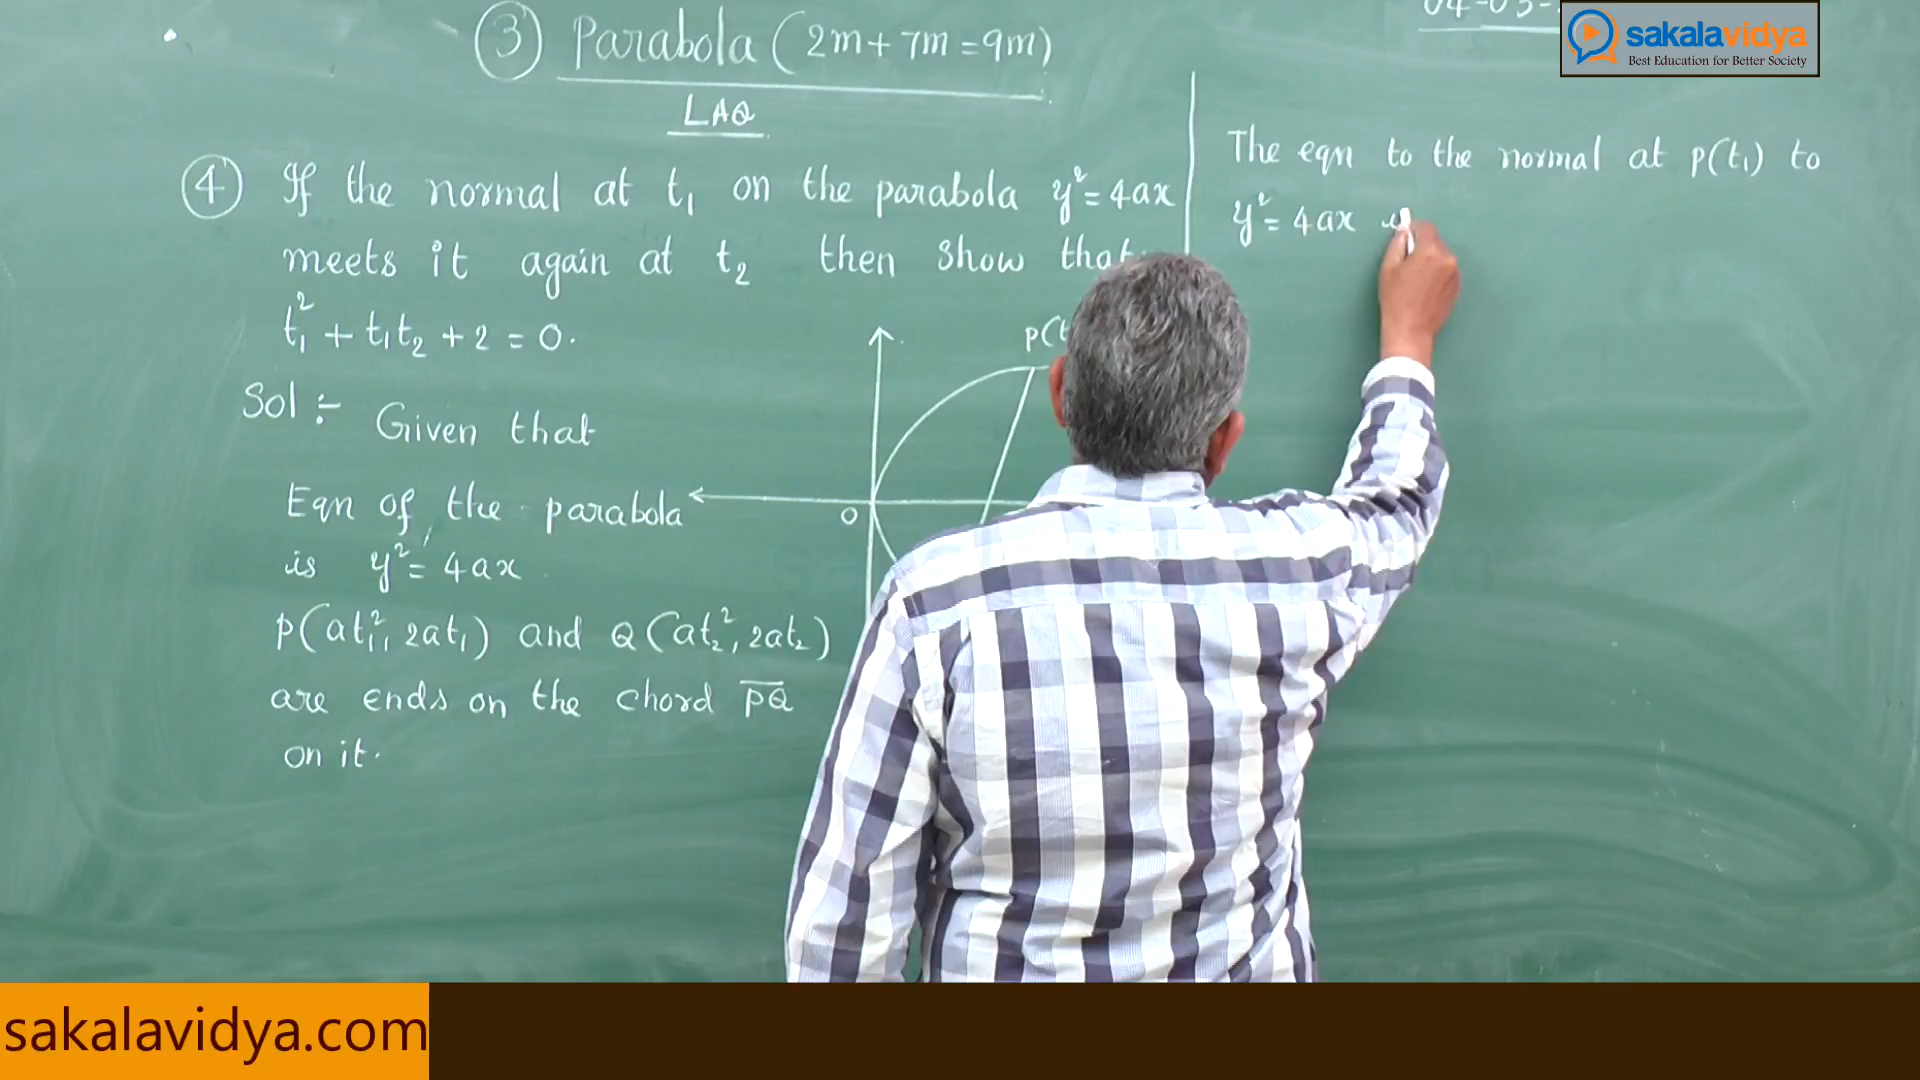 ③ Parabola (2m + 7m = 9m)
LAQ
④ If the normal at t₁ on the parabola y² = 4ax
meets it again at t₂ then show that
t₁² + t₁t₂ + 2 = 0.
Sol :-
Given that
Eqn of the parabola
is y² = 4ax
P(at₁², 2at₁) and Q(at₂², 2at₂)
are ends on the chord P̅Q̅
on it.
P(t
O
The eqn to the normal at P(t₁) to
y² = 4ax is
04-03-
sakalavidya
Best Education for Better Society
sakalavidya.com